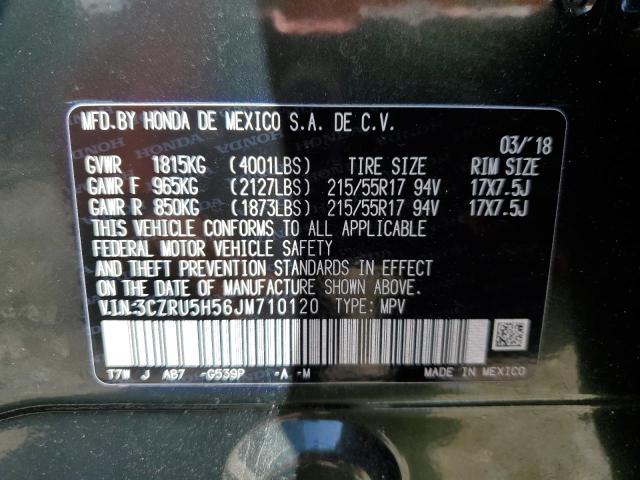 MFD.BY HONDA DE MEXICO S.A. DE C.V.
03/'18
GVWR 1815KG (4001LBS) TIRE SIZE RIM SIZE
GAWR F 965KG (2127LBS) 215/55R17 94V 17X7.5J
GAWR R 850KG (1873LBS) 215/55R17 94V 17X7.5J
THIS VEHICLE CONFORMS TO ALL APPLICABLE
FEDERAL MOTOR VEHICLE SAFETY
AND THEFT PREVENTION STANDARDS IN EFFECT
ON THE DATE OF MANUFACTURE SHOWN ABOVE.
V.I.N:3CZRU5H56JM710120 TYPE: MPV
T7W J AB7 -G539P -A -M
MADE IN MEXICO